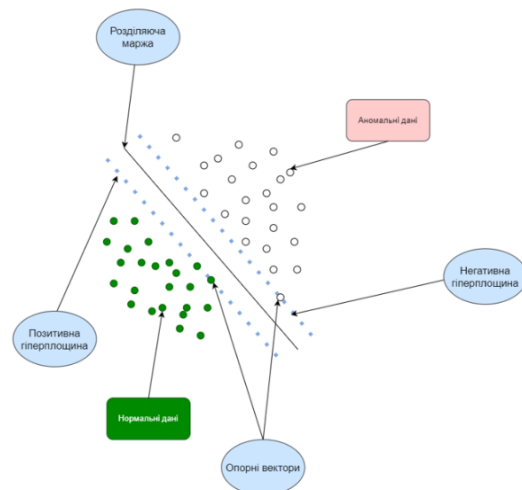 Розділяюча
маржа
Аномальні дані
Негативна
гіперплощина
Позитивна
гіперплощина
Нормальні дані
Опорні вектори